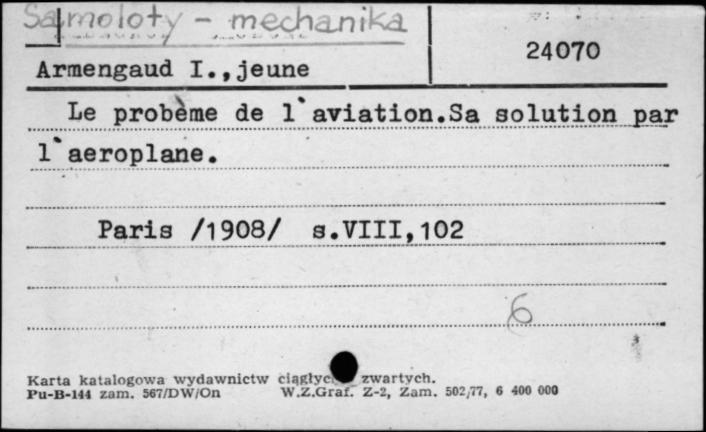 Samoloty - mechanika
24070
Armengaud I.,jeune
Le probème de l`aviation.Sa solution par
l`aeroplane.
Paris /1908/ s.VIII,102
6
Karta katalogowa wydawnictw ciągłyc zwartych.
Pu-B-144 zam. 567/DW/On W.Z.Graf. Z-2, Zam. 502/77, 6 400 000